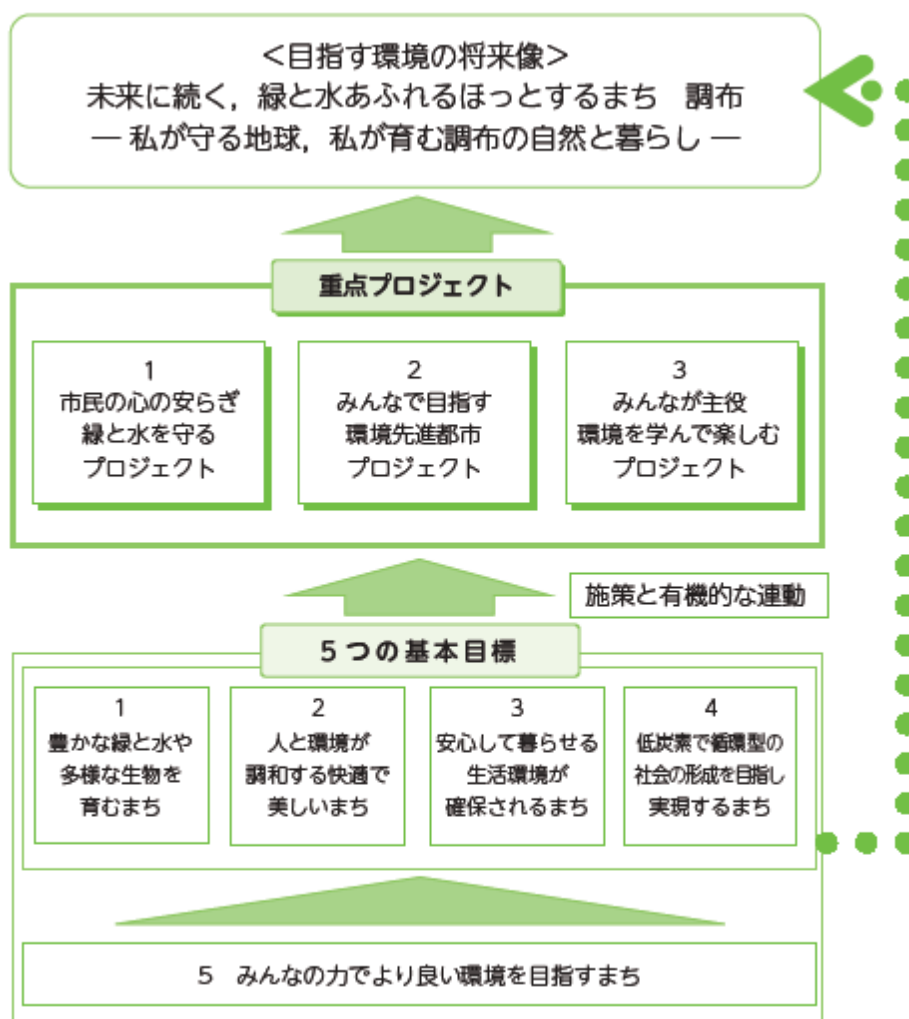 ＜目指す環境の将来像＞
未来に続く，緑と水あふれるほっとするまち　調布
― 私が守る地球，私が育む調布の自然と暮らし ―
重点プロジェクト
1
市民の心の安らぎ
緑と水を守る
プロジェクト
2
みんなで目指す
環境先進都市
プロジェクト
3
みんなが主役
環境を学んで楽しむ
プロジェクト
施策と有機的な連動
5つの基本目標
1
豊かな緑と水や
多様な生物を
育むまち
2
人と環境が
調和する快適で
美しいまち
3
安心して暮らせる
生活環境が
確保されるまち
4
低炭素で循環型の
社会の形成を目指し
実現するまち
5　みんなの力でより良い環境を目指すまち